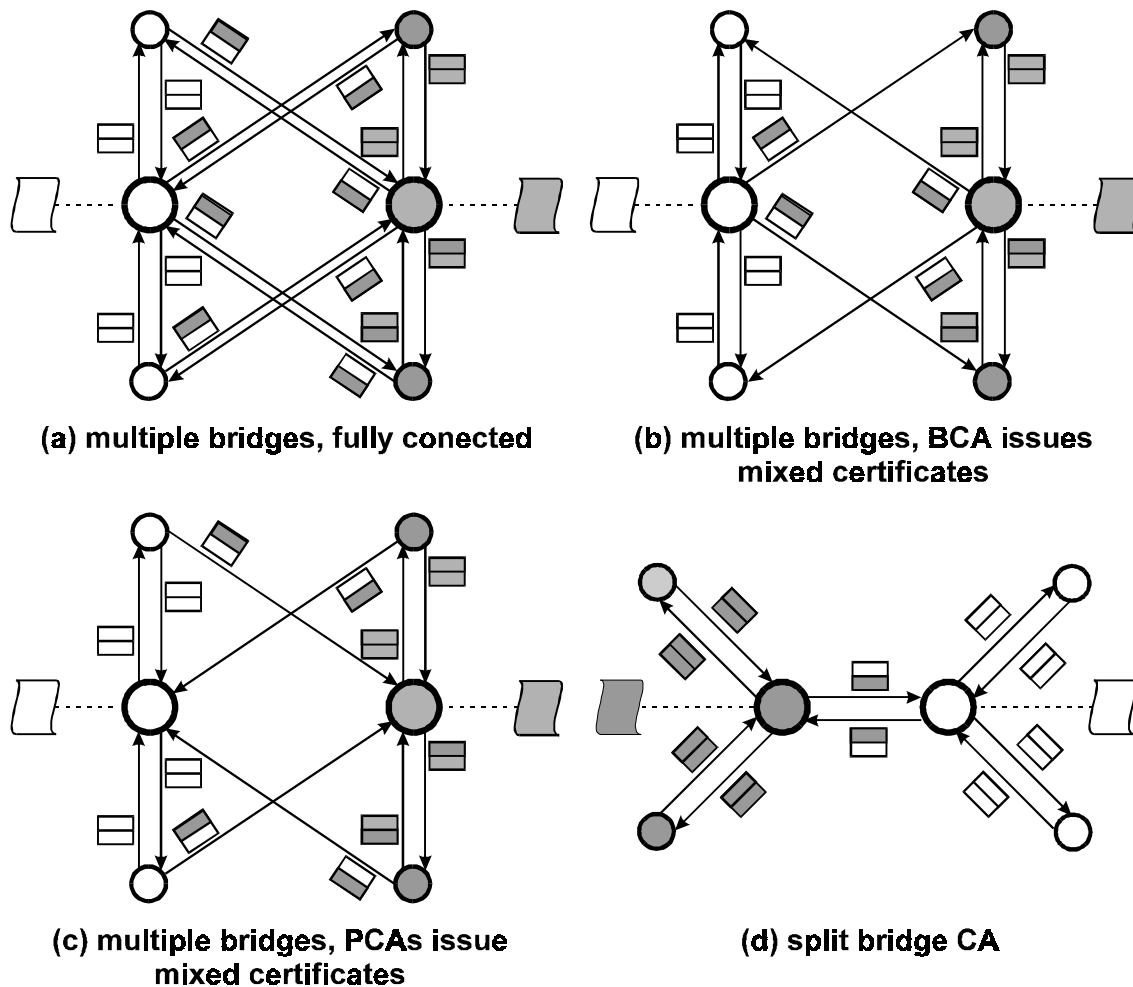 (a) multiple bridges, fully conected
(b) multiple bridges, BCA issues
mixed certificates
(c) multiple bridges, PCAs issue
mixed certificates
(d) split bridge CA